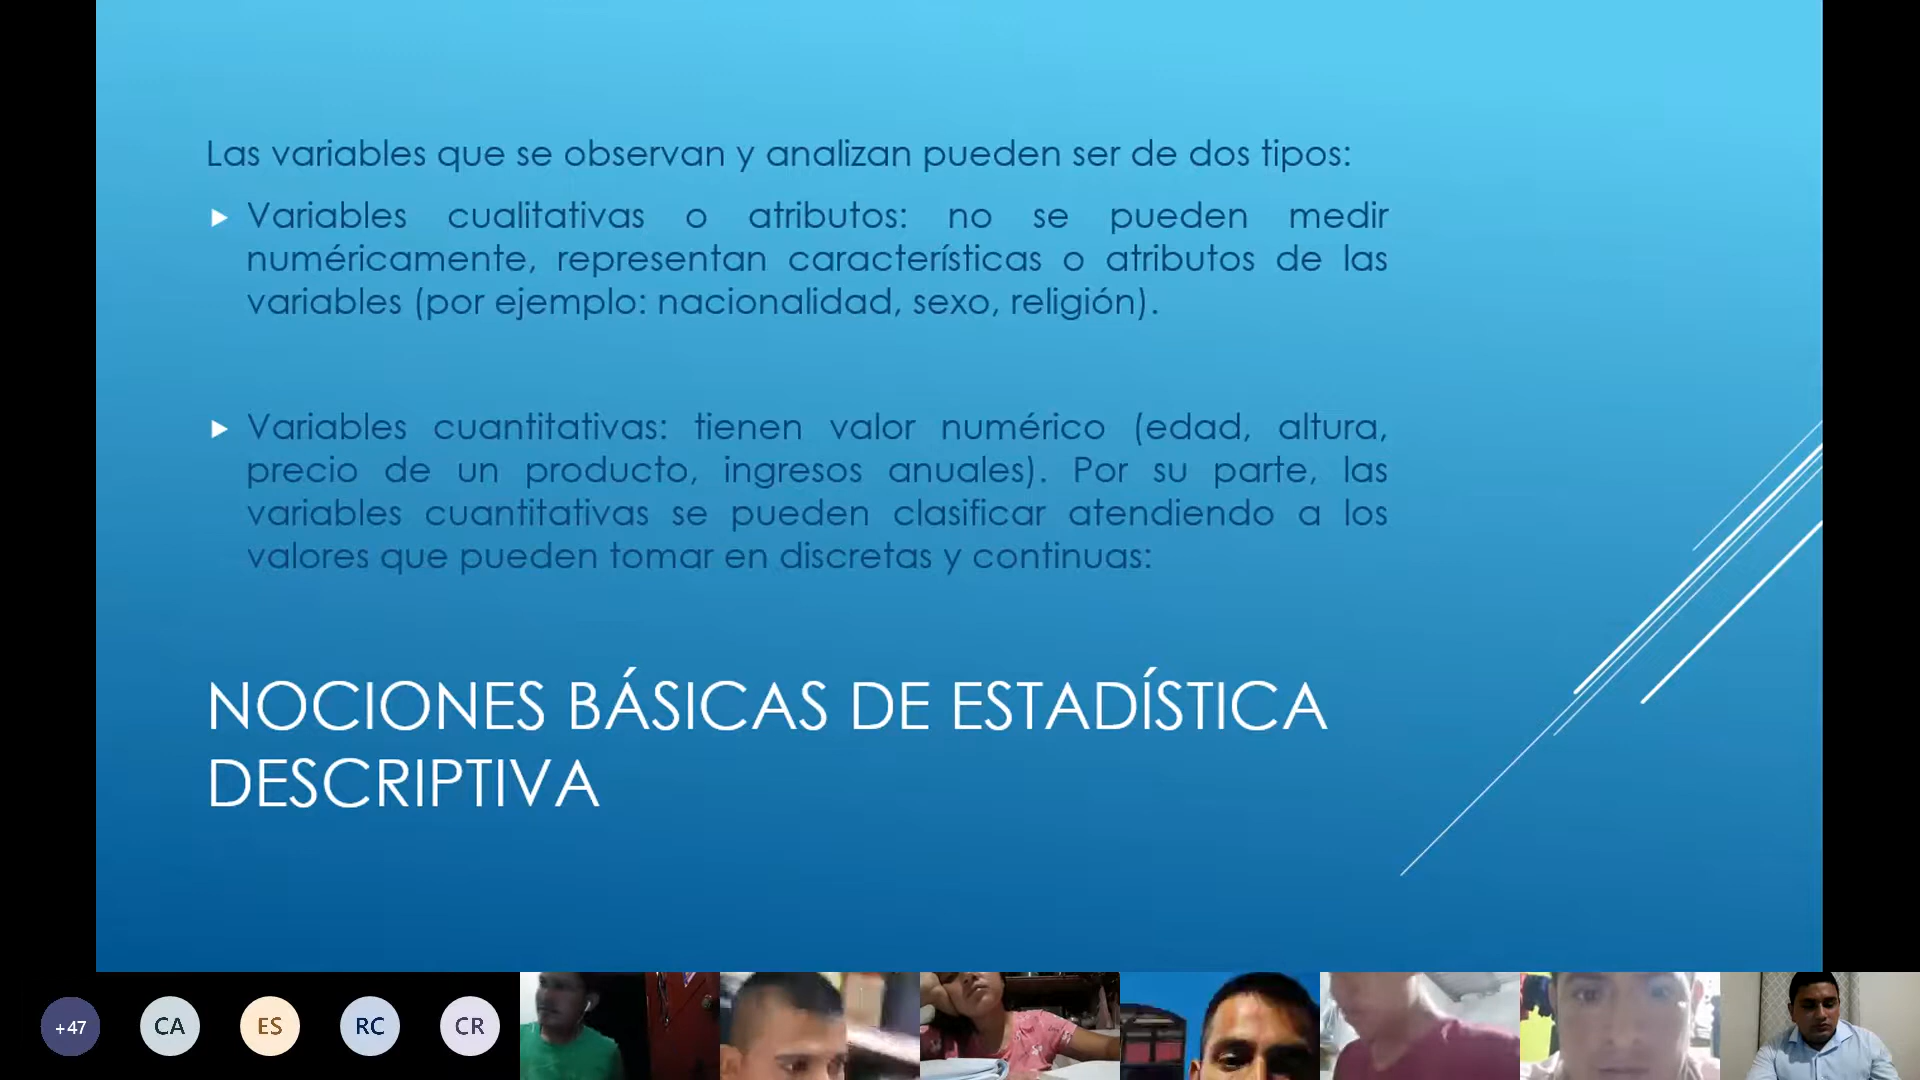 Las variables que se observan y analizan pueden ser de dos tipos:
Variables cualitativas o atributos: no se pueden medir
numéricamente, representan características o atributos de las
variables (por ejemplo: nacionalidad, sexo, religión).
Variables cuantitativas: tienen valor numérico (edad, altura,
precio de un producto, ingresos anuales). Por su parte, las
variables cuantitativas se pueden clasificar atendiendo a los
valores que pueden tomar en discretas y continuas:
NOCIONES BÁSICAS DE ESTADÍSTICA
DESCRIPTIVA
+47 CA ES RC CR